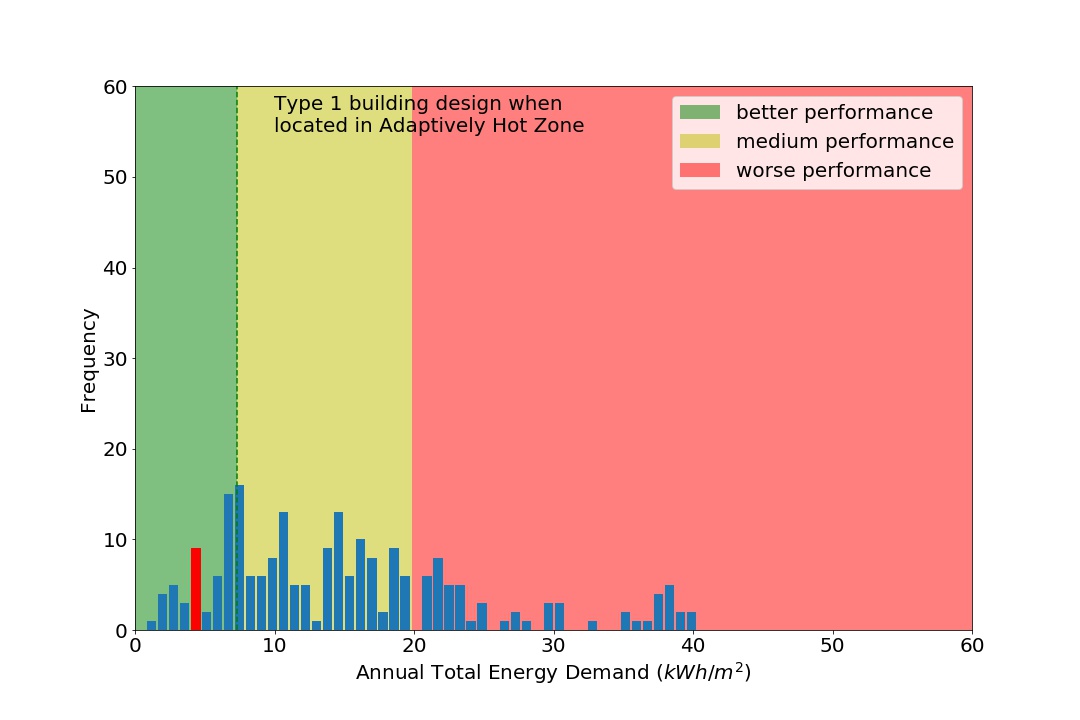 60
50
40
30
20
10
0
Frequency
Type 1 building design when
located in Adaptively Hot Zone
better performance
medium performance
worse performance
0 10 20 30 40 50 60
Annual Total Energy Demand (kWh/m²)